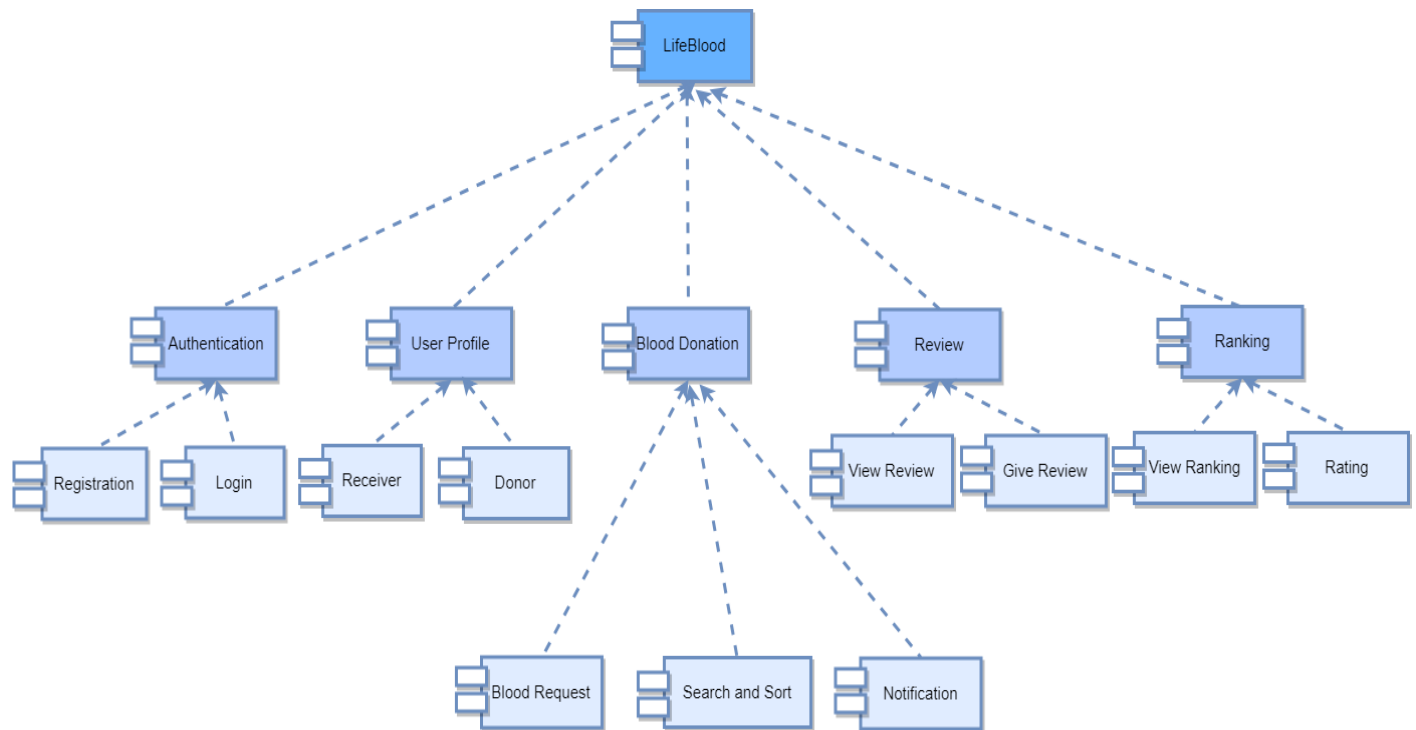 LifeBlood
Authentication
User Profile
Blood Donation
Review
Ranking
Registration
Login
Receiver
Donor
View Review
Give Review
View Ranking
Rating
Blood Request
Search and Sort
Notification